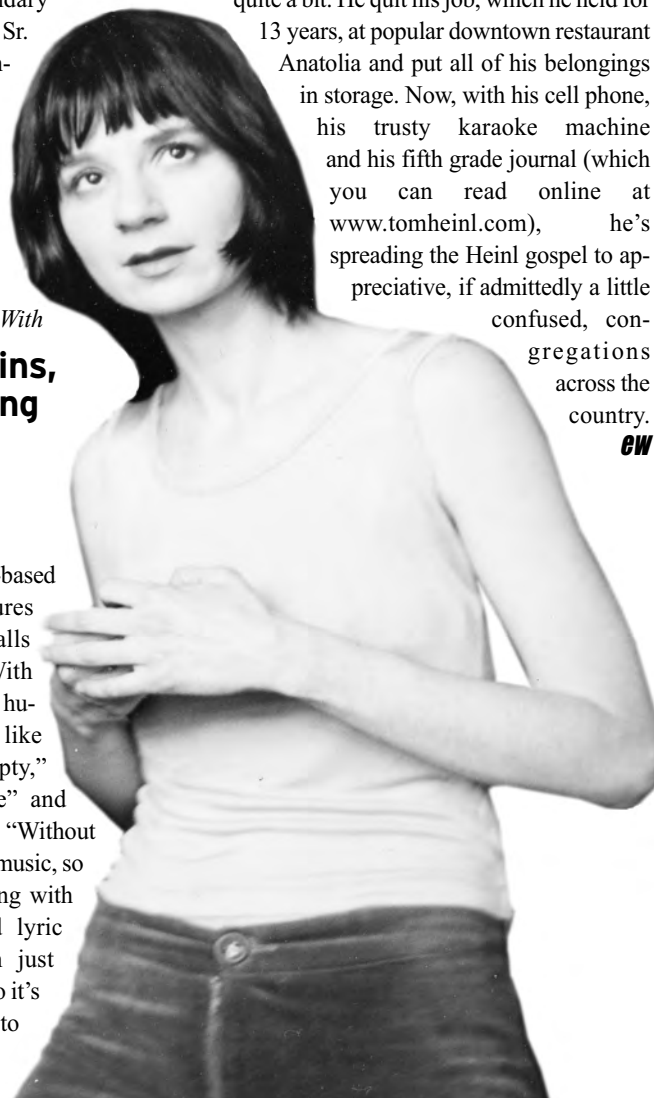 ndary
Sr.
n-
With
ins,
ng
based
ures
alls
With
hu-
like
pty,”
e” and
“Without
music, so
ng with
d lyric
n just
o it’s
to
quite a bit. He quit his job, which he held for
13 years, at popular downtown restaurant
Anatolia and put all of his belongings
in storage. Now, with his cell phone,
his trusty karaoke machine
and his fifth grade journal (which
you can read online at
www.tomheinl.com), he’s
spreading the Heinl gospel to ap-
preciative, if admittedly a little
confused, con-
gregations
across the
country.
ew